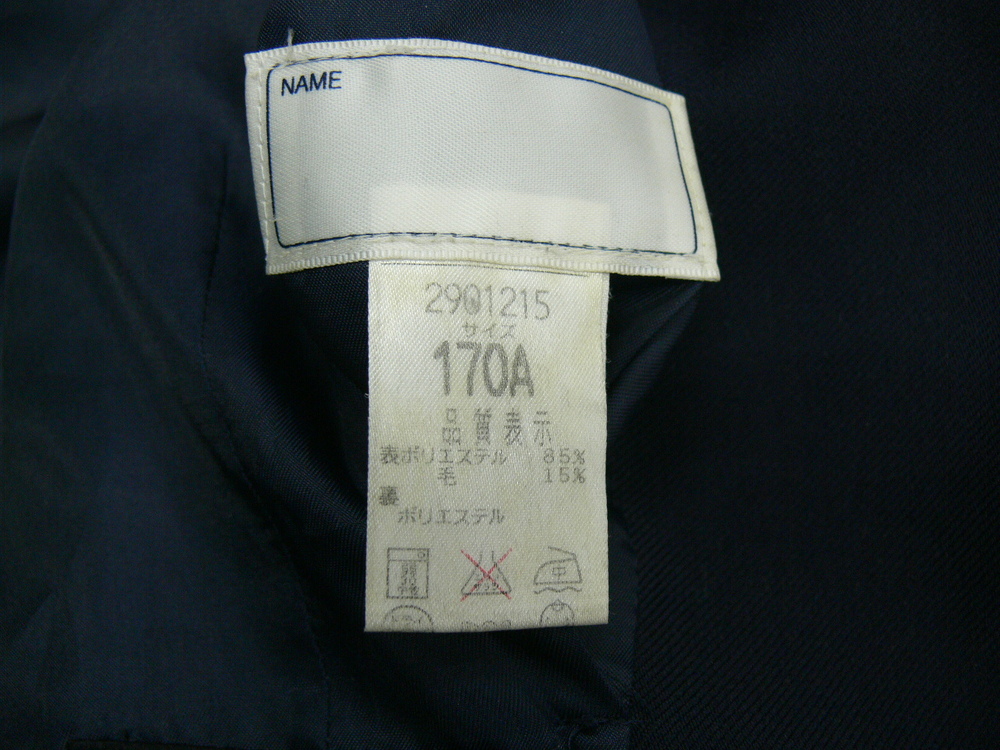 NAME
2901215
サイズ
170A
品質表示
表ポリエステル 85%
毛 15%
裏
ポリエステル
中